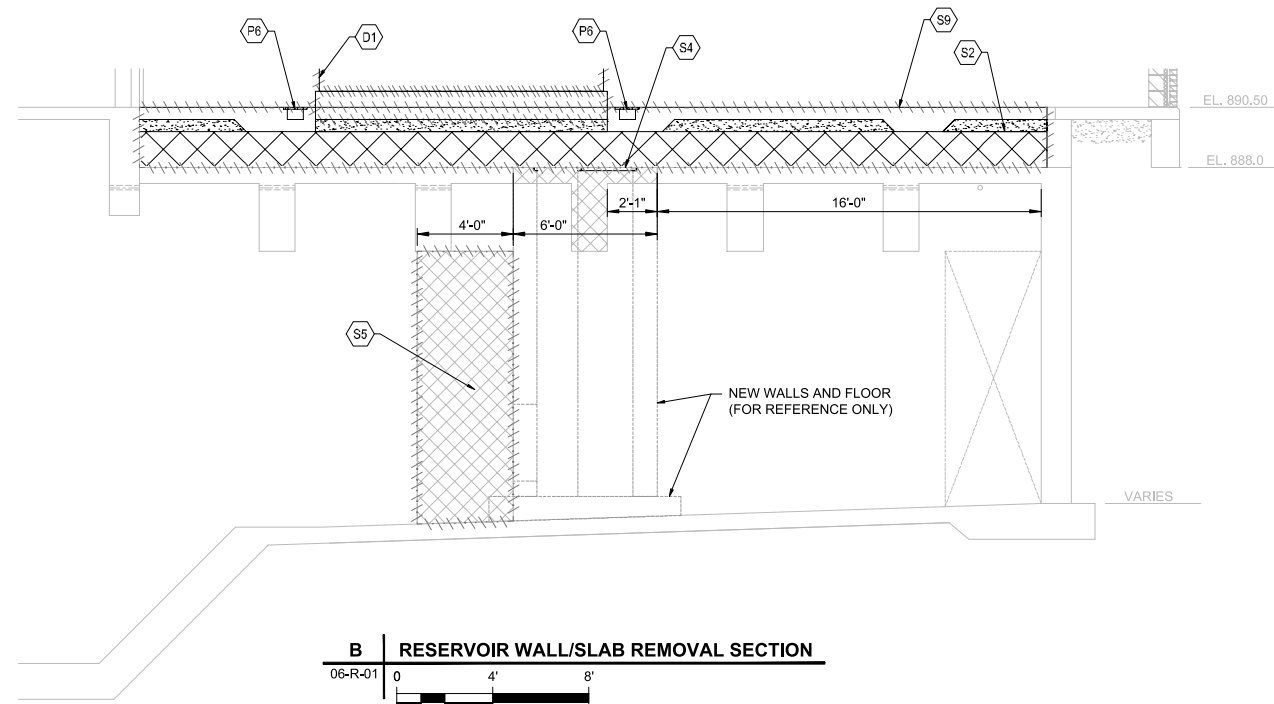 P6
D1
P6
S4
S9
S2
EL. 890.50
EL. 888.0
2'-1"
16'-0"
4'-0"
6'-0"
S5
NEW WALLS AND FLOOR
(FOR REFERENCE ONLY)
VARIES
B RESERVOIR WALL/SLAB REMOVAL SECTION
06-R-01
0 4' 8'